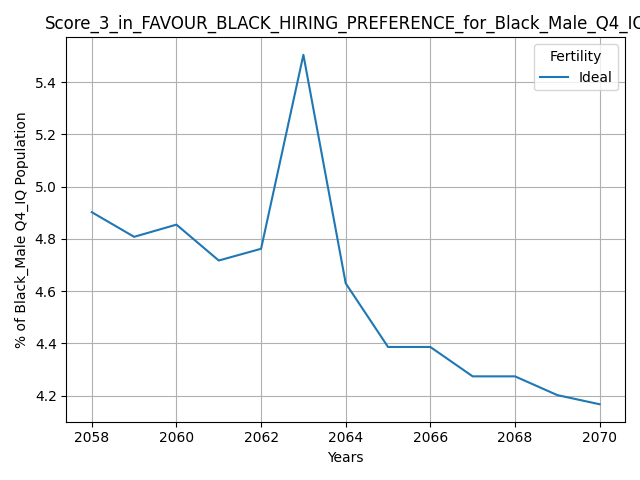 Score_3_in_FAVOUR_BLACK_HIRING_PREFERENCE_for_Black_Male_Q4_IQ
Fertility
Ideal
% of Black_Male Q4_IQ Population
5.4
5.2
5.0
4.8
4.6
4.4
4.2
2058 2060 2062 2064 2066 2068 2070
Years